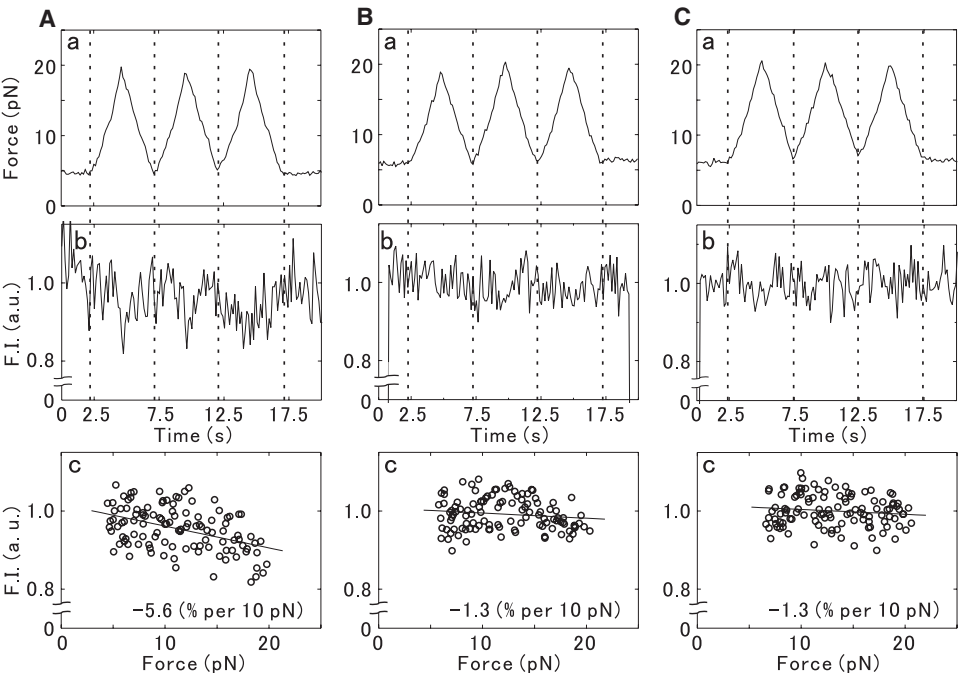 A
B
C
a
a
a
Force (pN)
20
10
0
20
10
0
20
10
0
b
b
b
F.I. (a.u.)
1.0
0.8
0
1.0
0.8
0
1.0
0.8
0
0 2.5 7.5 12.5 17.5
0 2.5 7.5 12.5 17.5
0 2.5 7.5 12.5 17.5
Time (s)
Time (s)
Time (s)
c
c
c
F.I. (a.u.)
1.0
0.8
0
1.0
0.8
0
1.0
0.8
0
−5.6 (% per 10 pN)
−1.3 (% per 10 pN)
−1.3 (% per 10 pN)
0 10 20
0 10 20
0 10 20
Force (pN)
Force (pN)
Force (pN)